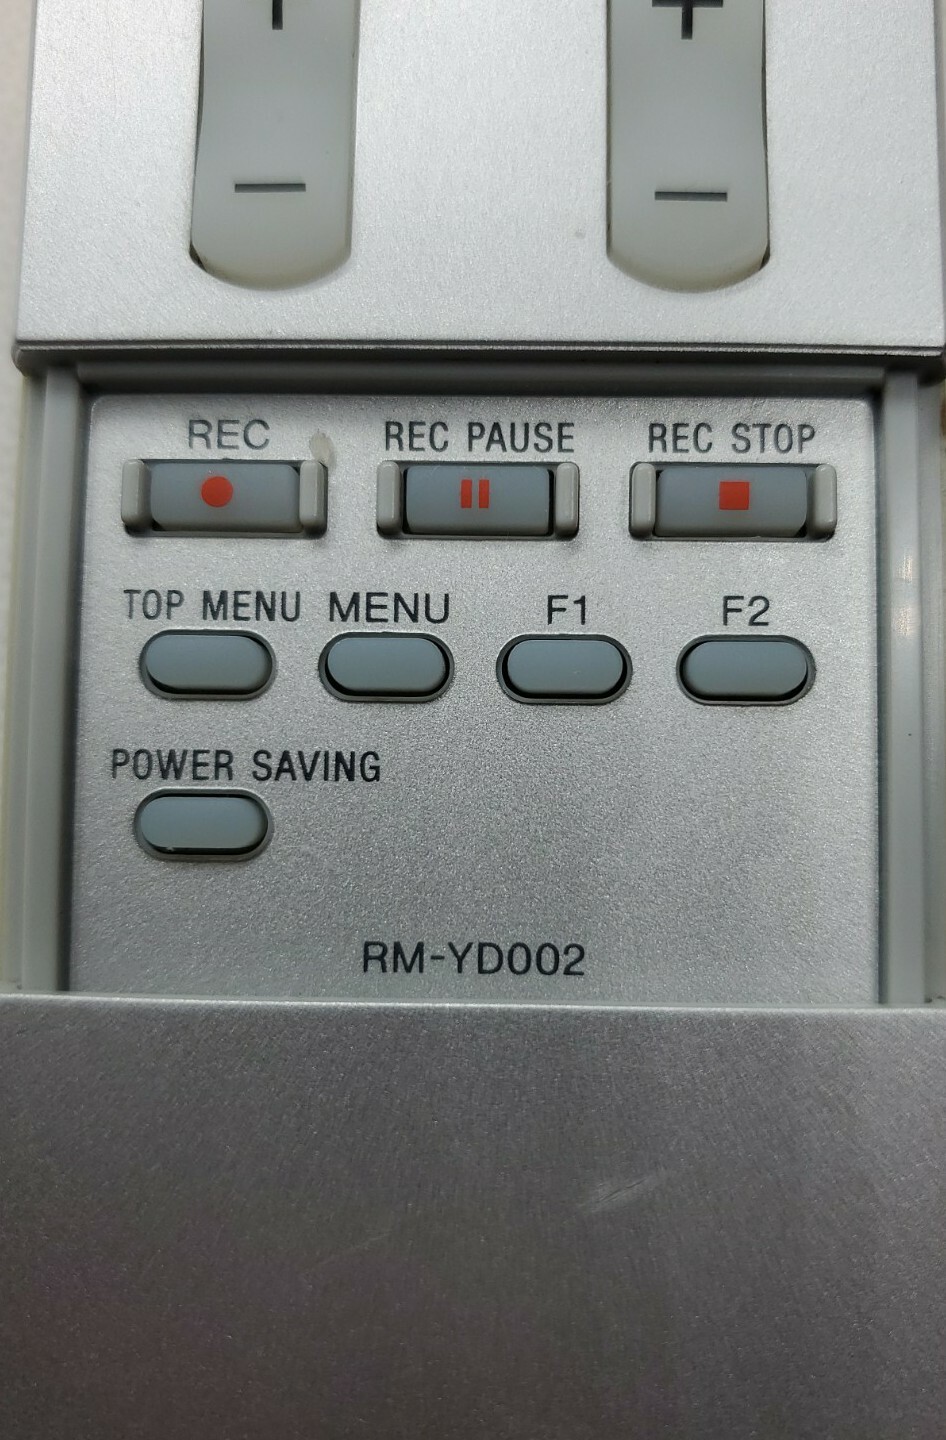 + +
— —
REC REC PAUSE REC STOP
TOP MENU MENU F1 F2
POWER SAVING
RM-YD002